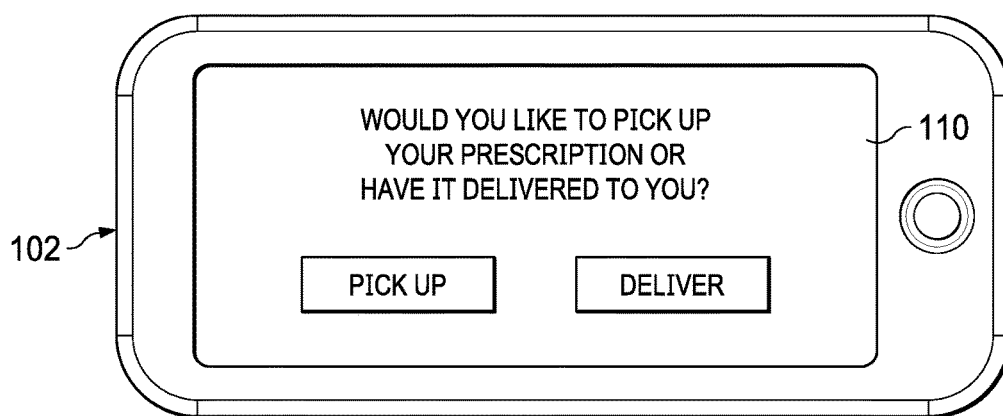 WOULD YOU LIKE TO PICK UP
YOUR PRESCRIPTION OR
HAVE IT DELIVERED TO YOU?
110
102
PICK UP
DELIVER